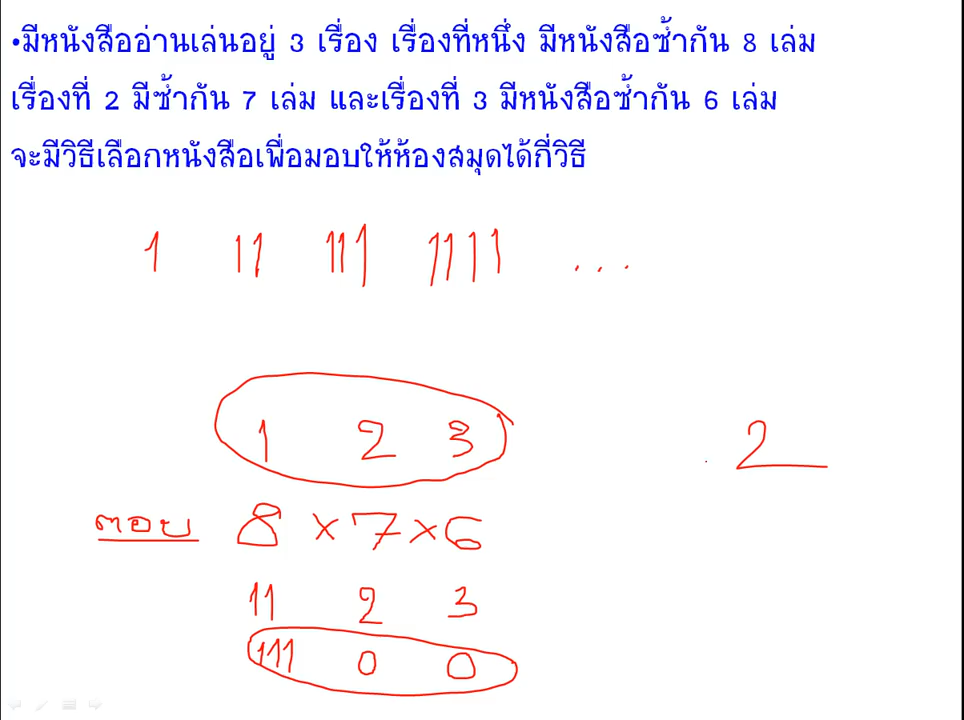 •มีหนังสืออ่านเล่นอยู่ 3 เรื่อง เรื่องที่หนึ่ง มีหนังสือซ้ำกัน 8 เล่ม
เรื่องที่ 2 มีซ้ำกัน 7 เล่ม และเรื่องที่ 3 มีหนังสือซ้ำกัน 6 เล่ม
จะมีวิธีเลือกหนังสือเพื่อมอบให้ห้องสมุดได้กี่วิธี
1 11 111 1111 ...
1 2 3 2
ตอบ 8 × 7 × 6
11 2 3
111 0 0